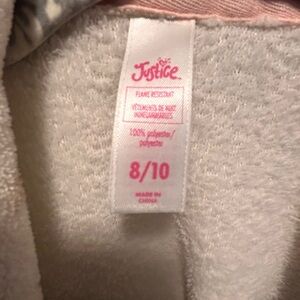 Justice
FLAME RESISTANT
VÊTEMENTS DE NUIT
ININFLAMMABLES
100% polyester/
polyester
8/10
MADE IN
CHINA